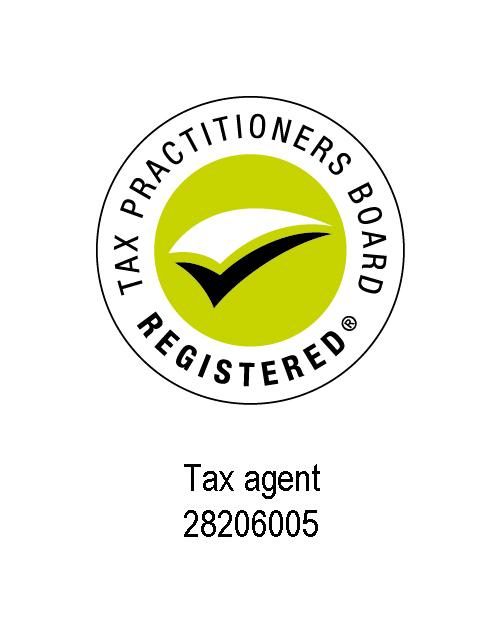 TAX PRACTITIONERS BOARD
REGISTERED®
Tax agent
28206005